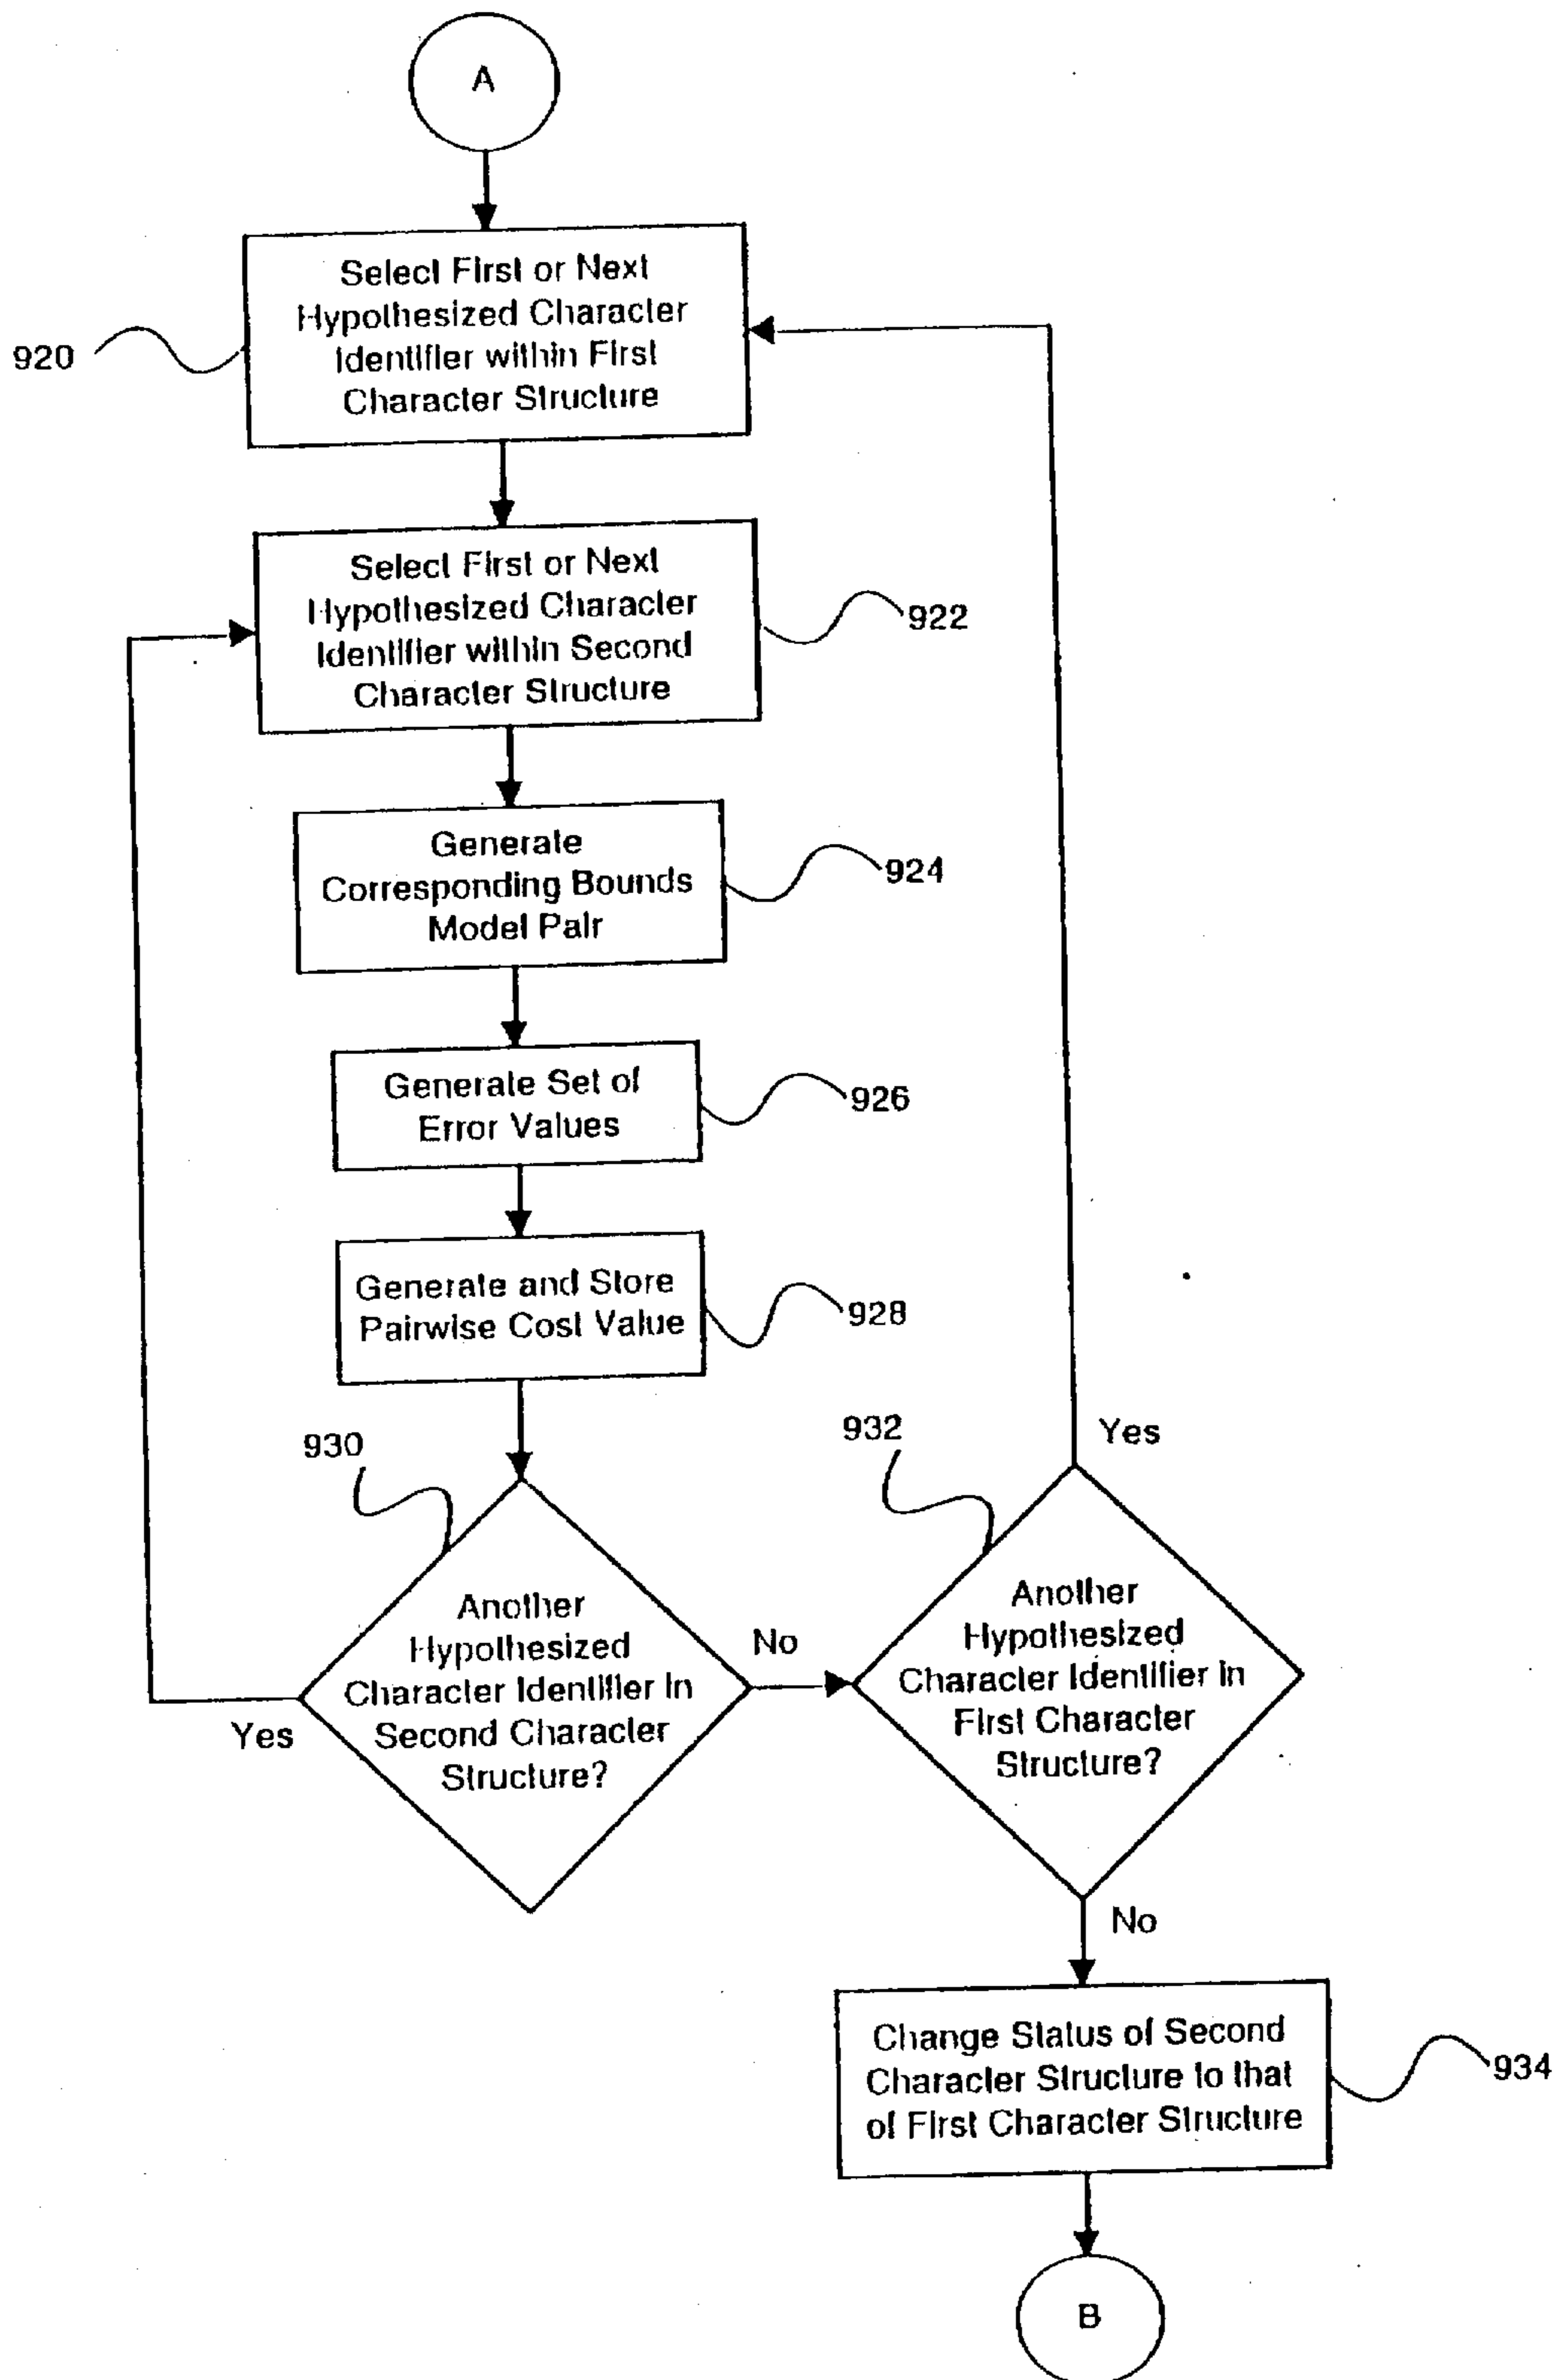 A
Select First or Next
Hypothesized Character
Identifier within First
Character Structure
920
Select First or Next
Hypothesized Character
Identifier within Second
Character Structure
922
Generate
Corresponding Bounds
Model Pair
924
Generate Set of
Error Values
926
Generate and Store
Pairwise Cost Value
928
930
Another
Hypothesized
Character Identifier in
Second Character
Structure?
Yes
No
932
Yes
Another
Hypothesized
Character Identifier in
First Character
Structure?
No
Change Status of Second
Character Structure to that
of First Character Structure
934
B